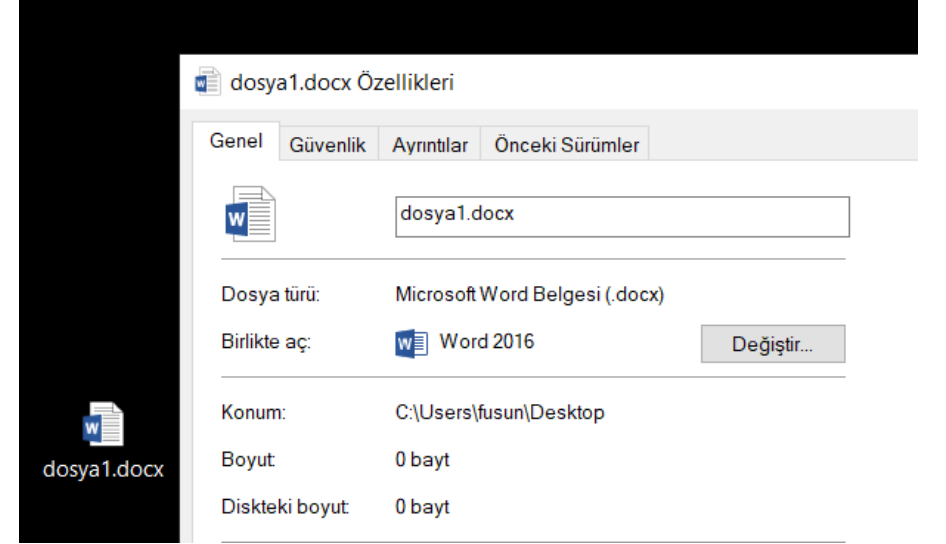 dosya1.docx Özellikleri
Genel Güvenlik Ayrıntılar Önceki Sürümler
dosya1.docx
Dosya türü: Microsoft Word Belgesi (.docx)
Birlikte aç: Word 2016 Değiştir...
Konum: C:\Users\fusun\Desktop
Boyut: 0 bayt
Diskteki boyut: 0 bayt
dosya1.docx